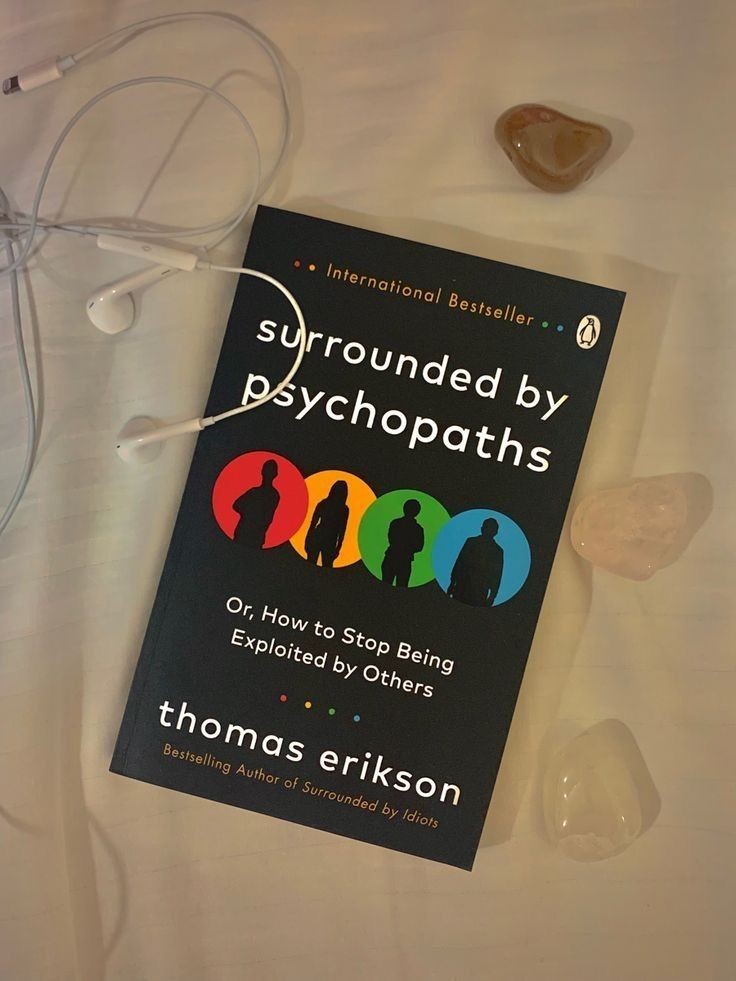 International Bestseller
surrounded by
psychopaths
Or, How to Stop Being
Exploited by Others
thomas erikson
Bestselling Author of Surrounded by Idiots